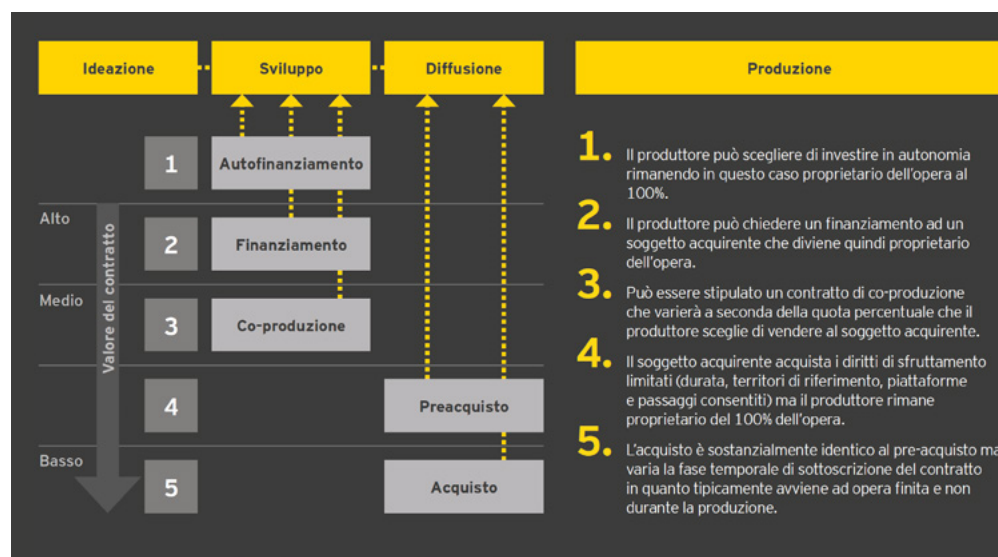 Ideazione
Sviluppo
Diffusione
Produzione
1
Autofinanziamento
Alto
2
Finanziamento
Medio
3
Co-produzione
4
Preacquisto
Basso
5
Acquisto
Valore del contratto
1. Il produttore può scegliere di investire in autonomia
rimanendo in questo caso proprietario dell'opera al
100%.
2. Il produttore può chiedere un finanziamento ad un
soggetto acquirente che diviene quindi proprietario
dell'opera.
3. Può essere stipulato un contratto di co-produzione
che varierà a seconda della quota percentuale che il
produttore sceglie di vendere al soggetto acquirente.
4. Il soggetto acquirente acquista i diritti di sfruttamento
limitati (durata, territori di riferimento, piattaforme
e passaggi consentiti) ma il produttore rimane
proprietario del 100% dell'opera.
5. L'acquisto è sostanzialmente identico al pre-acquisto ma
varia la fase temporale di sottoscrizione del contratto
in quanto tipicamente avviene ad opera finita e non
durante la produzione.